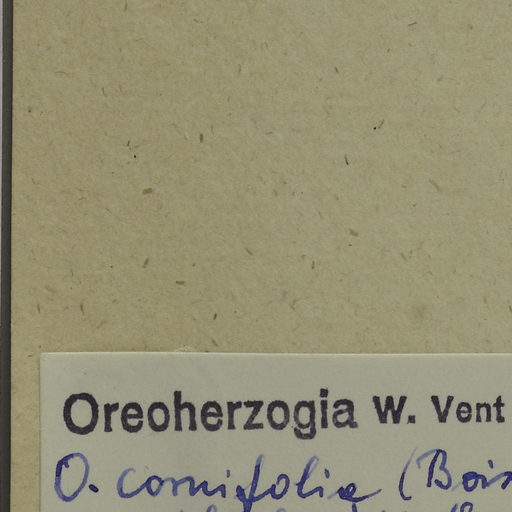 Oreoherzogia W. Vent
O. cornifolia (Bois